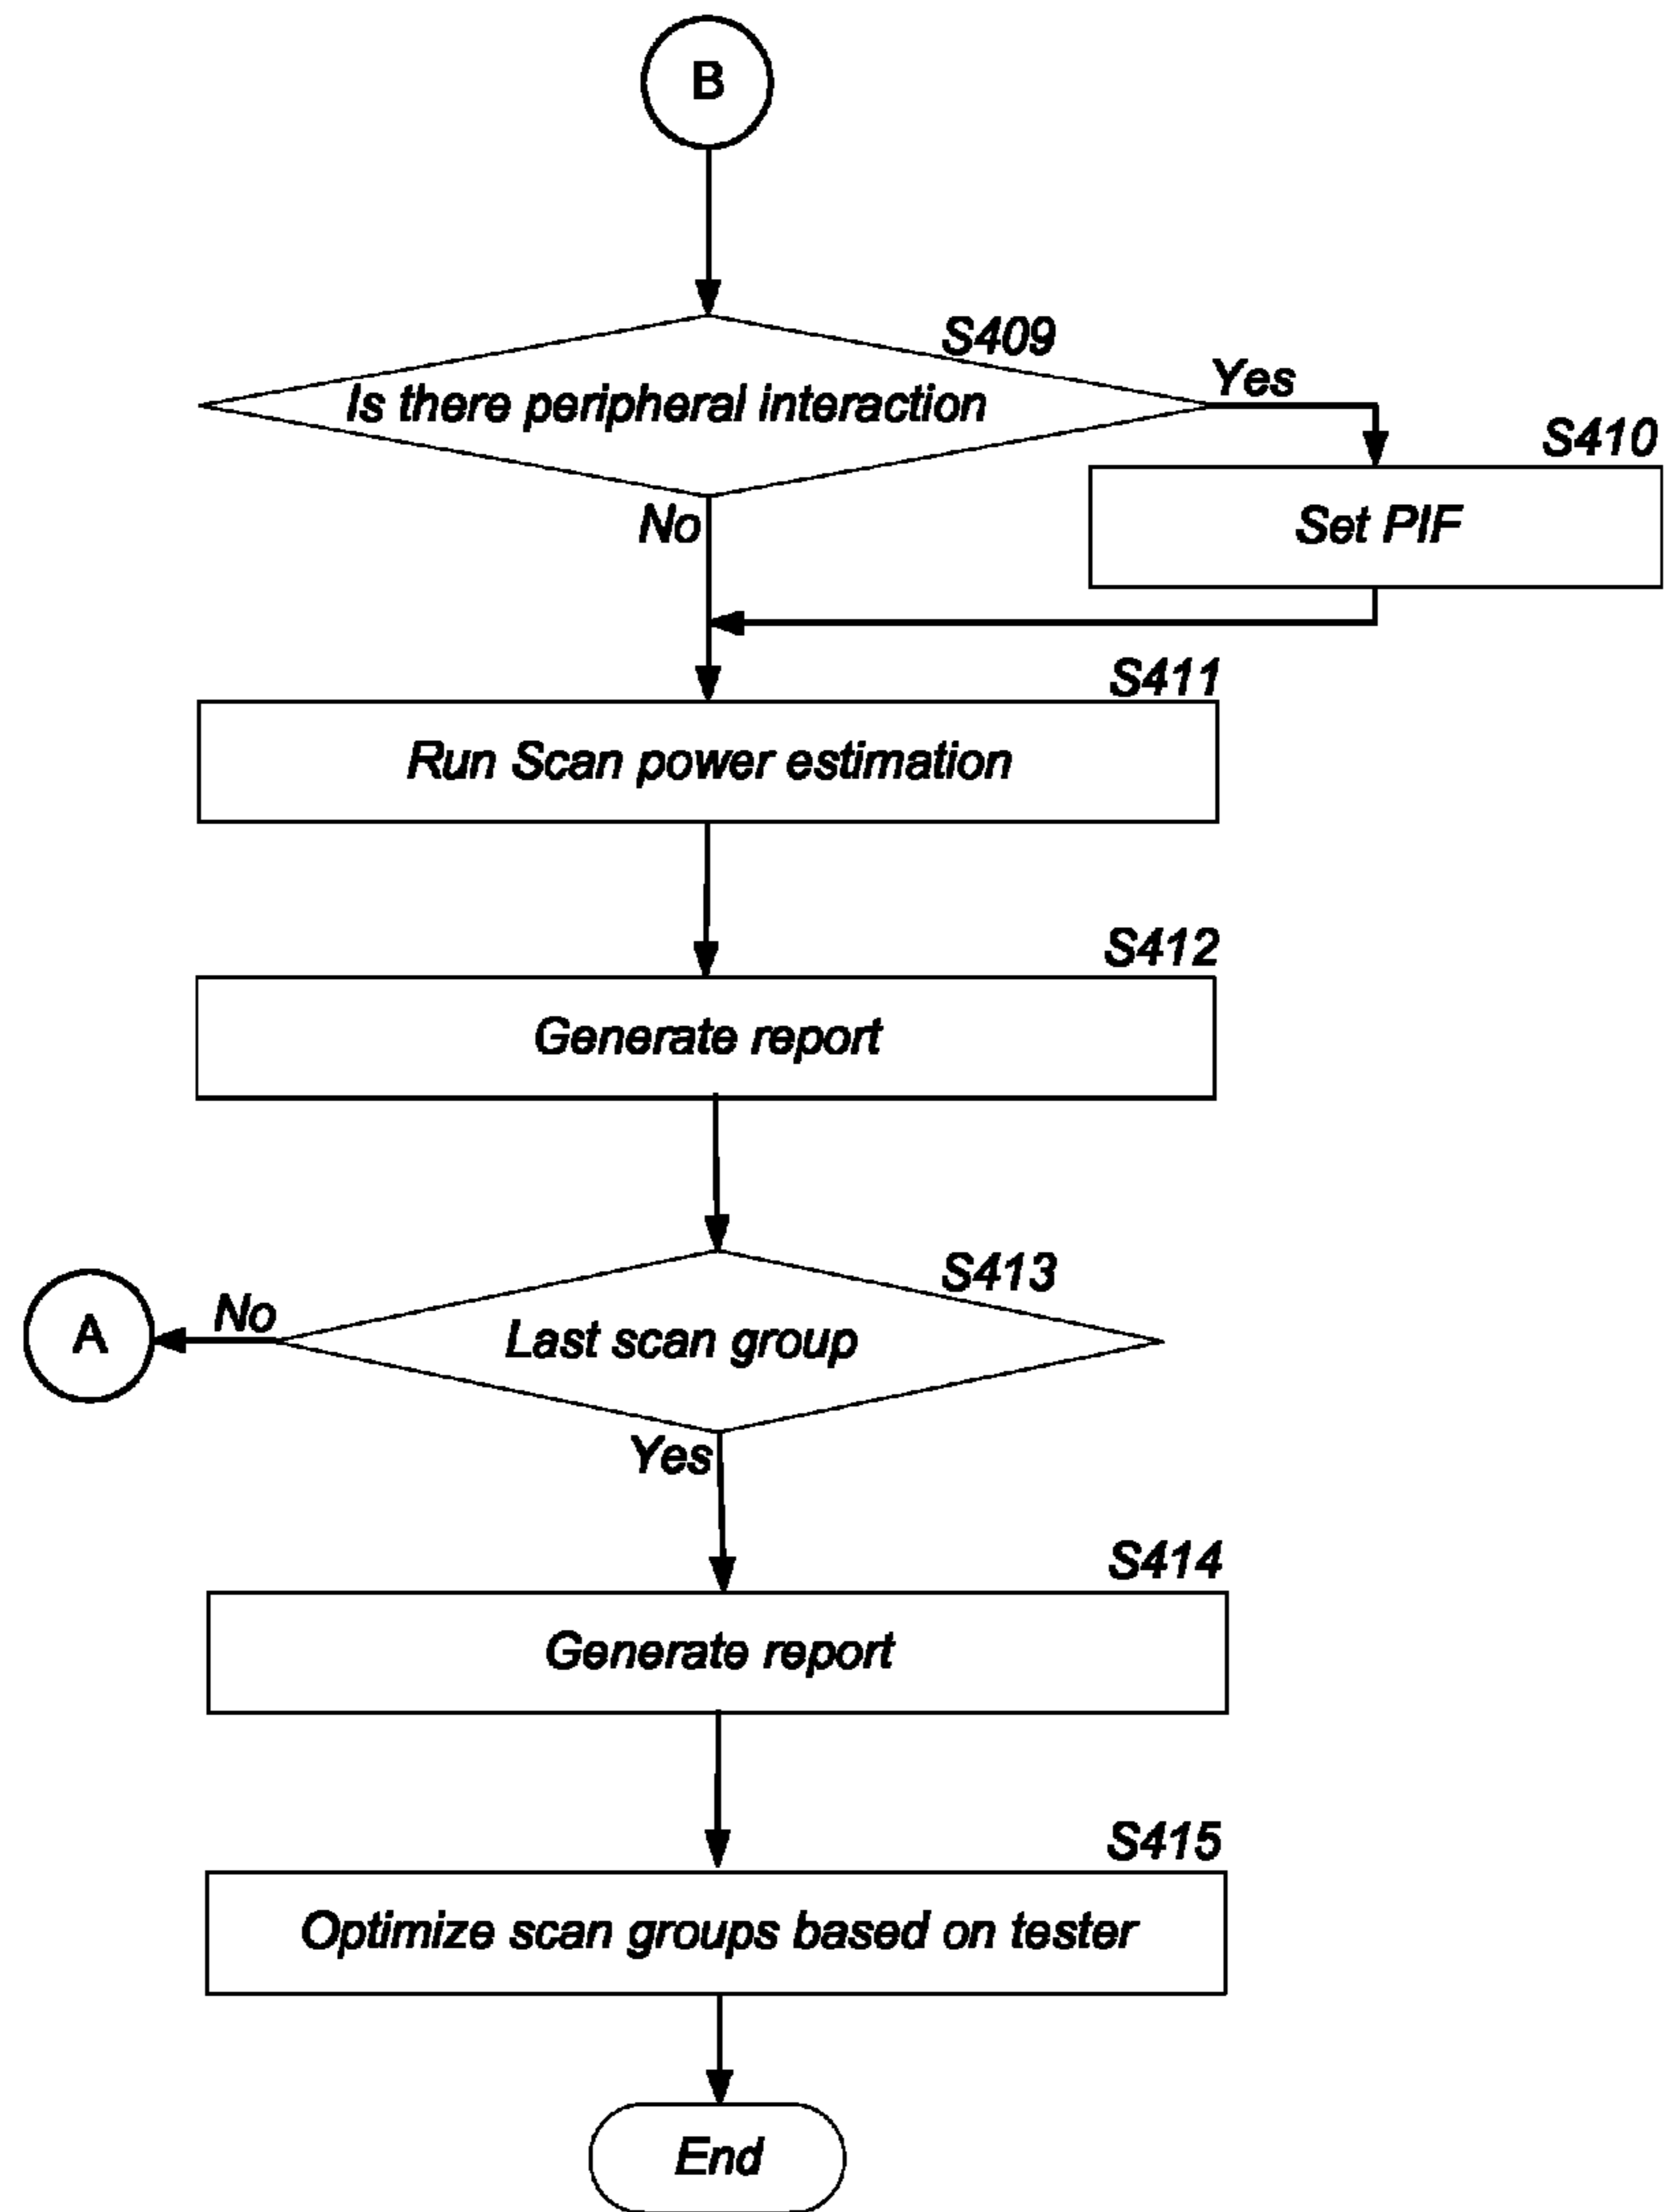 B
S409
Is there peripheral interaction
Yes
S410
Set PIF
No
S411
Run Scan power estimation
S412
Generate report
S413
A
No
Last scan group
Yes
S414
Generate report
S415
Optimize scan groups based on tester
End